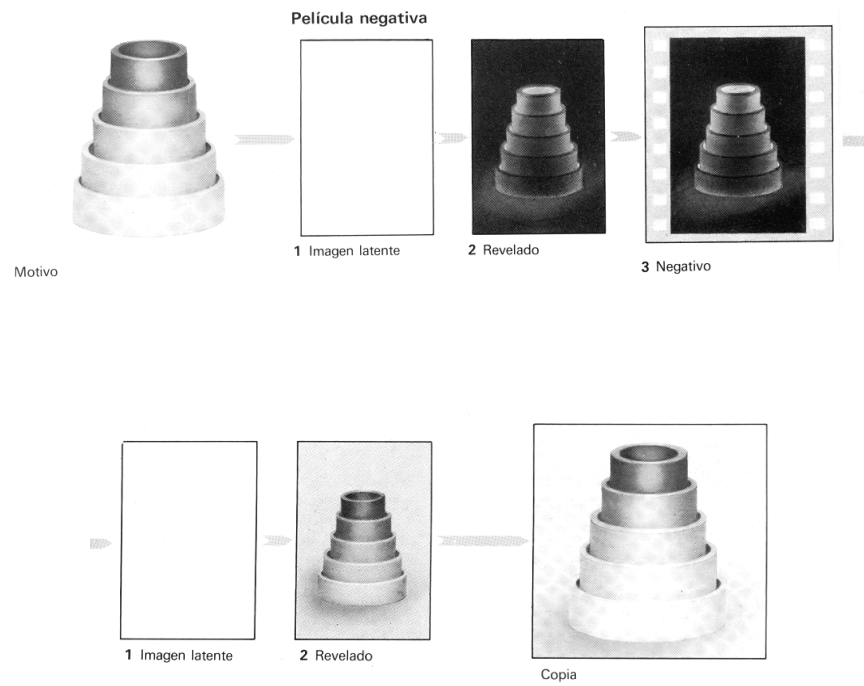 Película negativa
1 Imagen latente
2 Revelado
3 Negativo
Motivo
1 Imagen latente
2 Revelado
Copia